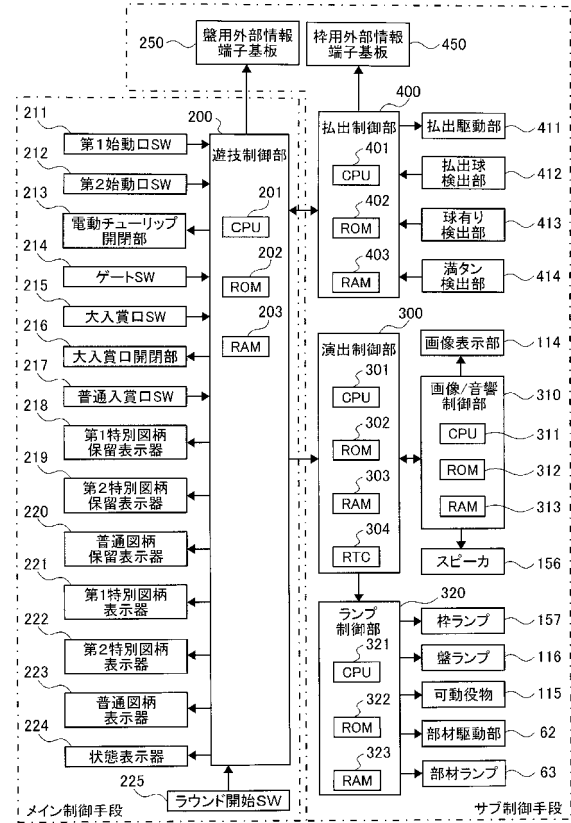 250
盤用外部情報
端子基板
枠用外部情報
端子基板
450
211
第1始動口SW
212
第2始動口SW
213
電動チューリップ
開閉部
214
ゲートSW
215
大入賞口SW
216
大入賞口開閉部
217
普通入賞口SW
218
第1特別図柄
保留表示器
219
第2特別図柄
保留表示器
220
普通図柄
保留表示器
221
第1特別図柄
表示器
222
第2特別図柄
表示器
223
普通図柄
表示器
224
状態表示器
225
ラウンド開始SW
メイン制御手段
200
遊技制御部
201
CPU
202
ROM
203
RAM
400
払出制御部
401
CPU
402
ROM
403
RAM
払出駆動部
411
払出球
検出部
412
球有り
検出部
413
満タン
検出部
414
300
演出制御部
301
CPU
302
ROM
303
RAM
304
RTC
画像表示部
114
画像/音響
制御部
310
CPU
311
ROM
312
RAM
313
スピーカ
156
320
ランプ
制御部
321
CPU
322
ROM
323
RAM
枠ランプ
157
盤ランプ
116
可動役物
115
部材駆動部
62
部材ランプ
63
サブ制御手段